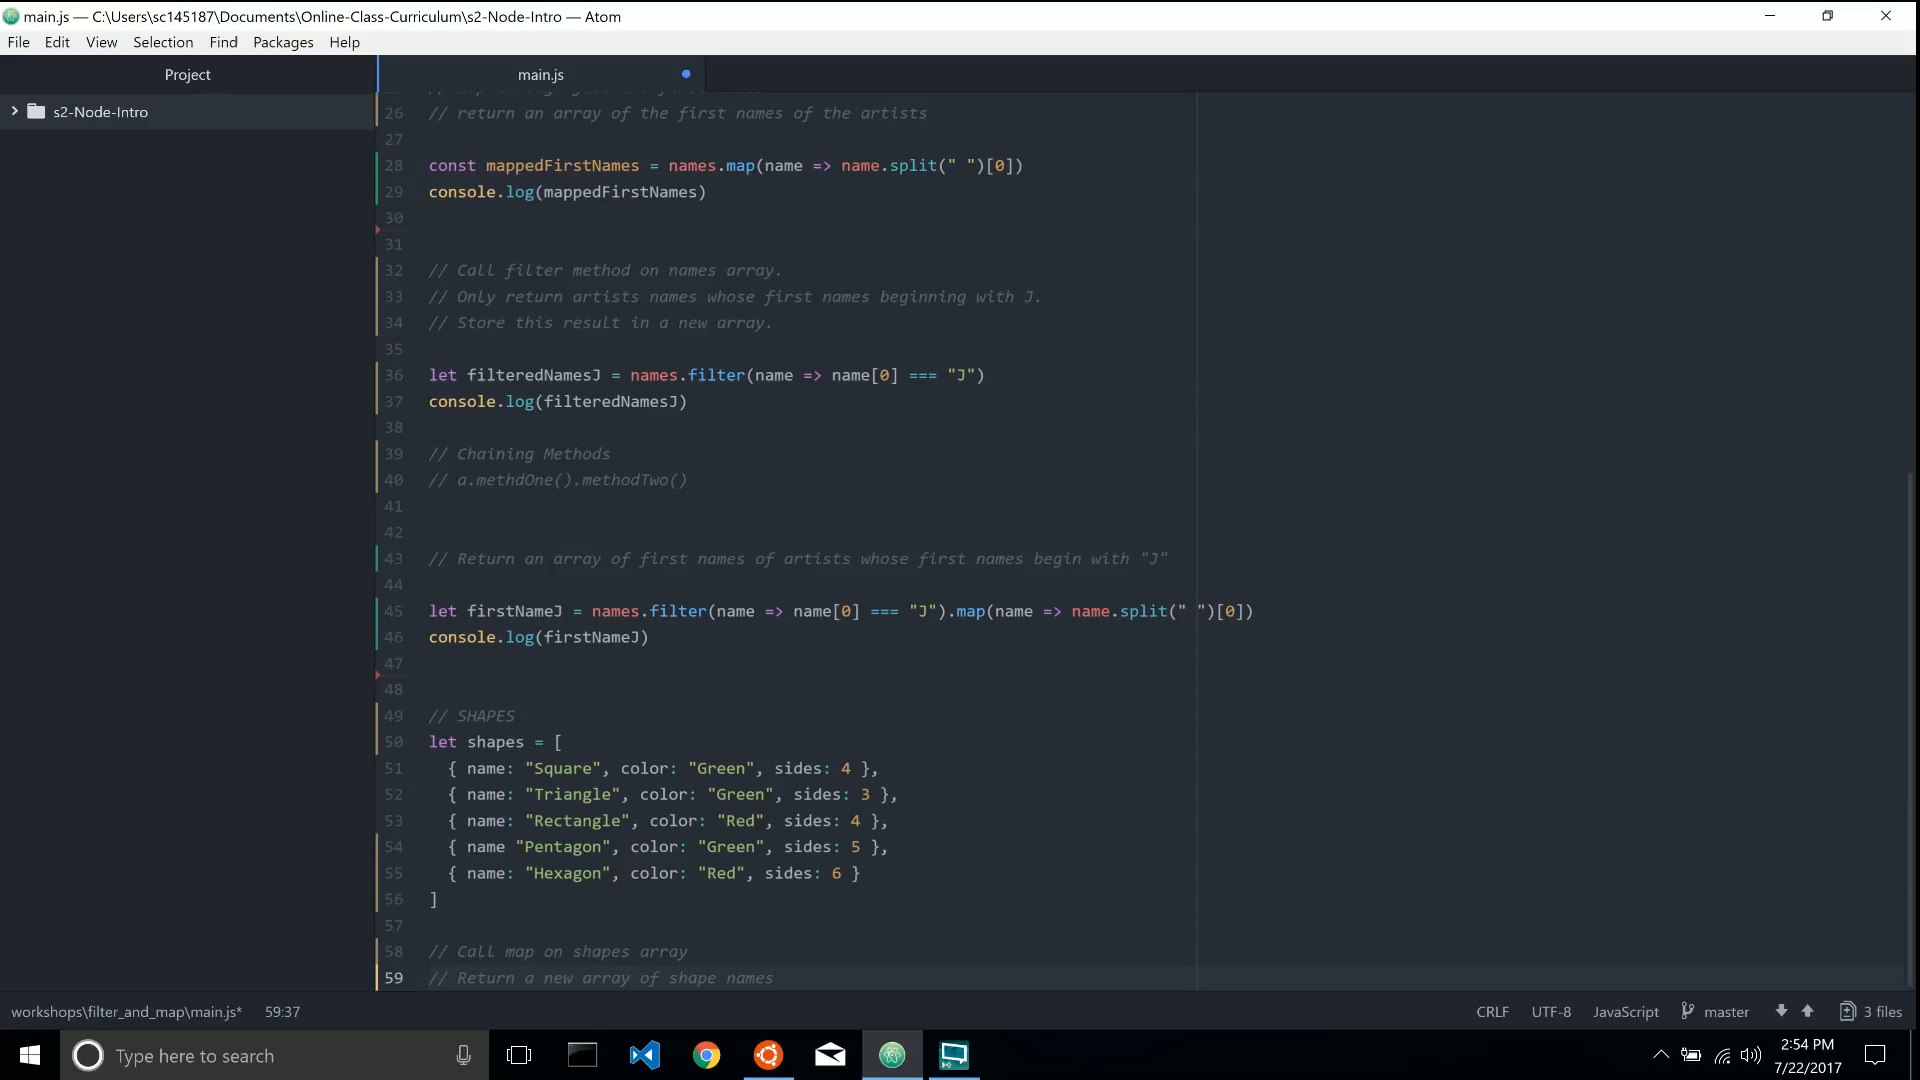 main.js — C:\Users\sc145187\Documents\Online-Class-Curriculum\s2-Node-Intro — Atom
File Edit View Selection Find Packages Help
Project
main.js
s2-Node-Intro
26 // return an array of the first names of the artists
27
28 const mappedFirstNames = names.map(name => name.split(" ")[0])
29 console.log(mappedFirstNames)
30
31
32 // Call filter method on names array.
33 // Only return artists names whose first names beginning with J.
34 // Store this result in a new array.
35
36 let filteredNamesJ = names.filter(name => name[0] === "J")
37 console.log(filteredNamesJ)
38
39 // Chaining Methods
40 // a.methdOne().methodTwo()
41
42
43 // Return an array of first names of artists whose first names begin with "J"
44
45 let firstNameJ = names.filter(name => name[0] === "J").map(name => name.split(" ")[0])
46 console.log(firstNameJ)
47
48
49 // SHAPES
50 let shapes = [
51 { name: "Square", color: "Green", sides: 4 },
52 { name: "Triangle", color: "Green", sides: 3 },
53 { name: "Rectangle", color: "Red", sides: 4 },
54 { name "Pentagon", color: "Green", sides: 5 },
55 { name: "Hexagon", color: "Red", sides: 6 }
56 ]
57
58 // Call map on shapes array
59 // Return a new array of shape names
workshops\filter_and_map\main.js* 59:37 CRLF UTF-8 JavaScript master 3 files
Type here to search
2:54 PM
7/22/2017